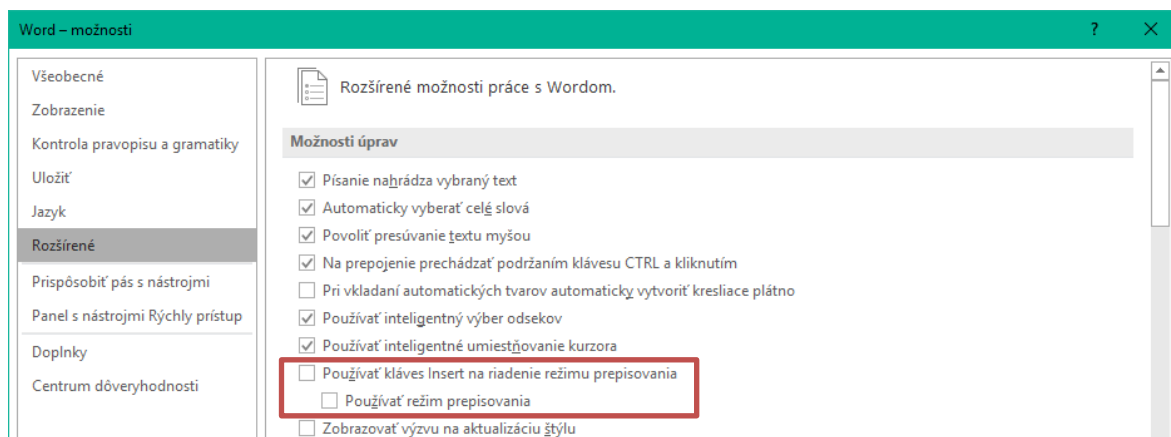 Word – možnosti ?
Všeobecné
Zobrazenie
Kontrola pravopisu a gramatiky
Uložiť
Jazyk
Rozšírené
Prispôsobiť pás s nástrojmi
Panel s nástrojmi Rýchly prístup
Doplnky
Centrum dôveryhodnosti
Rozšírené možnosti práce s Wordom.
Možnosti úprav
Písanie nahrádza vybraný text
Automaticky vyberať celé slová
Povoliť presúvanie textu myšou
Na prepojenie prechádzať podržaním klávesu CTRL a kliknutím
Pri vkladaní automatických tvarov automaticky vytvoriť kresliace plátno
Používať inteligentný výber odsekov
Používať inteligentné umiestňovanie kurzora
Používať kláves Insert na riadenie režimu prepisovania
Používať režim prepisovania
Zobrazovať výzvu na aktualizáciu štýlu